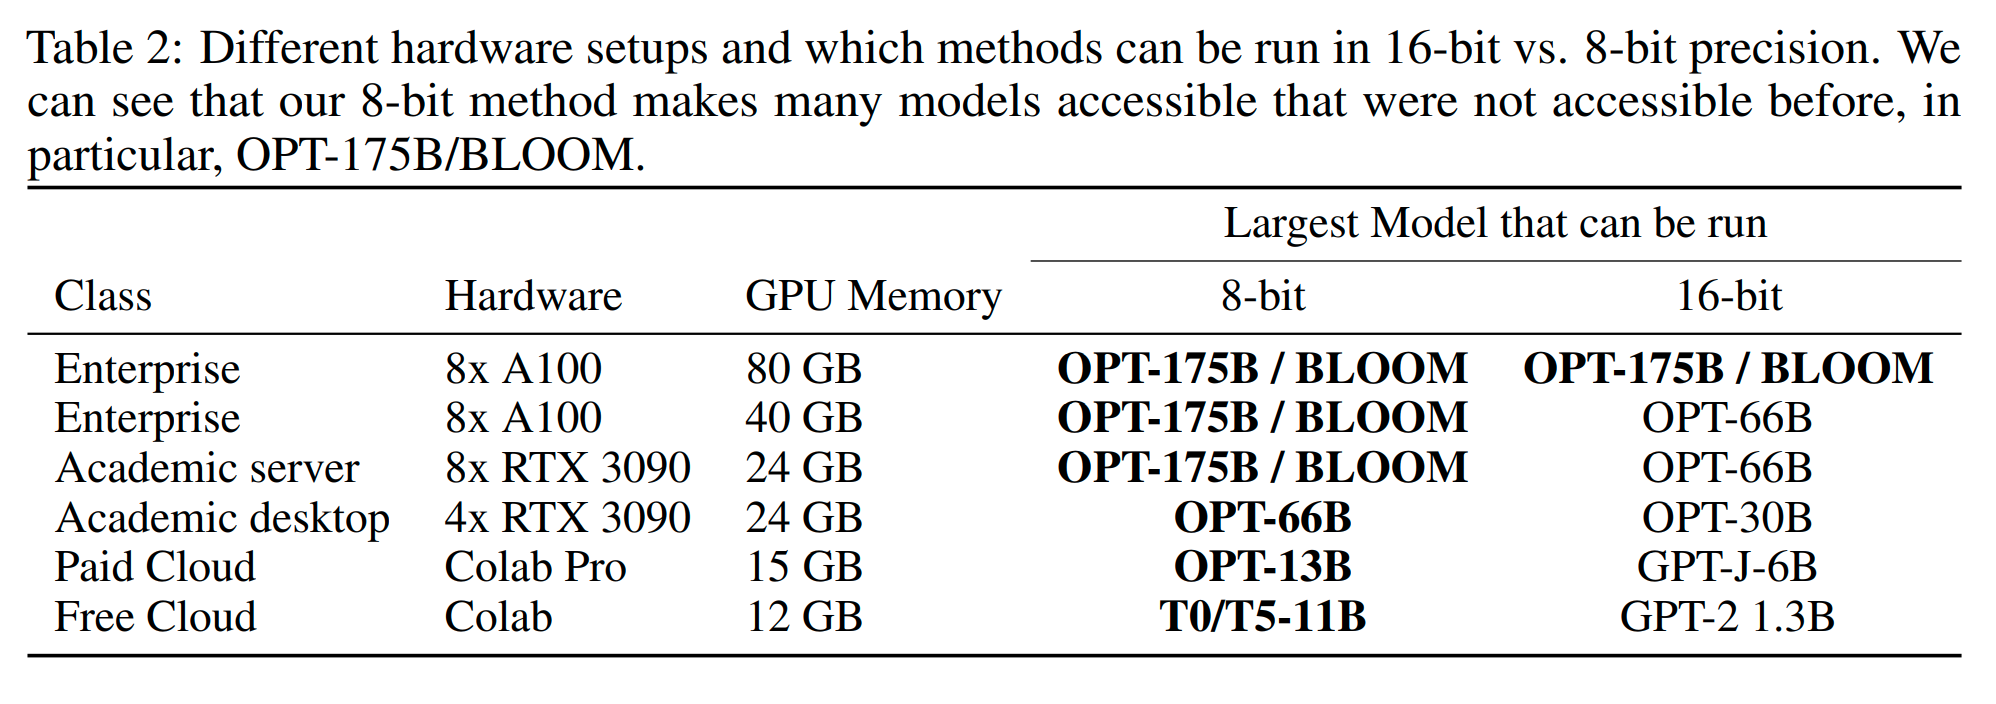 Table 2: Different hardware setups and which methods can be run in 16-bit vs. 8-bit precision. We
can see that our 8-bit method makes many models accessible that were not accessible before, in
particular, OPT-175B/BLOOM.
Largest Model that can be run
Class Hardware GPU Memory 8-bit 16-bit
Enterprise 8x A100 80 GB OPT-175B / BLOOM OPT-175B / BLOOM
Enterprise 8x A100 40 GB OPT-175B / BLOOM OPT-66B
Academic server 8x RTX 3090 24 GB OPT-175B / BLOOM OPT-66B
Academic desktop 4x RTX 3090 24 GB OPT-66B OPT-30B
Paid Cloud Colab Pro 15 GB OPT-13B GPT-J-6B
Free Cloud Colab 12 GB T0/T5-11B GPT-2 1.3B